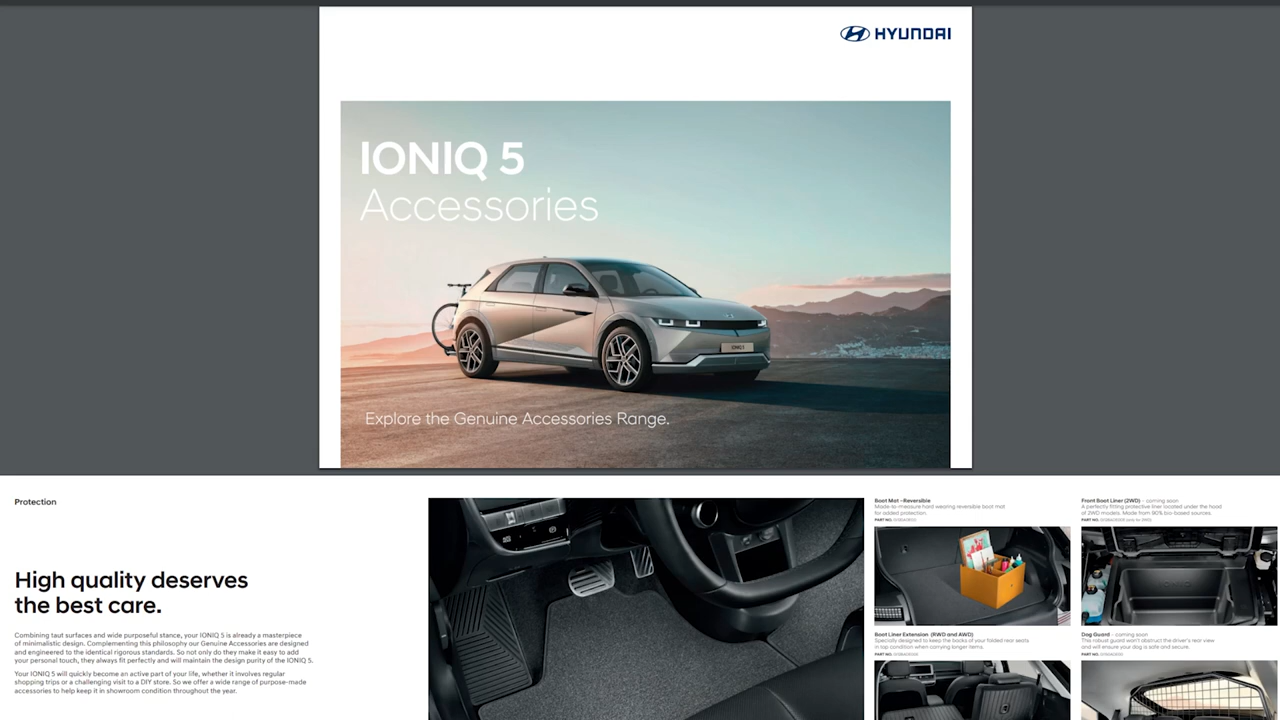 HYUNDAI
IONIQ 5
Accessories
Explore the Genuine Accessories Range.
Protection
High quality deserves
the best care.
Combining taut surfaces and wide purposeful stance, your IONIQ 5 is already a masterpiece
of minimalistic design. Complementing this philosophy our Genuine Accessories are designed
and engineered to the identical rigorous standards. So not only do they make it easy to add
your personal touch, they always fit perfectly and will maintain the design purity of the IONIQ 5.
Your IONIQ 5 will quickly become an active part of your life, whether it involves regular
shopping trips or a challenging visit to a DIY store. So we offer a wide range of purpose-made
accessories to help keep it in showroom condition throughout the year.
Boot Mat -Reversible
Made-to-measure hard wearing reversible boot mat
for added protection.
PART NO.
Boot Liner Extension (RWD and AWD)
Specially designed to keep the backs of your folded rear seats
in top condition when carrying longer items.
PART NO.
Front Boot Liner (2WD) - coming soon
A perfectly fitting protective liner located under the hood
of 2WD models. Made from 90% bio-based sources.
PART NO.
Dog Guard - coming soon
This robust guard won't obstruct the driver's rear view
and will ensure your dog is safe and secure.
PART NO.